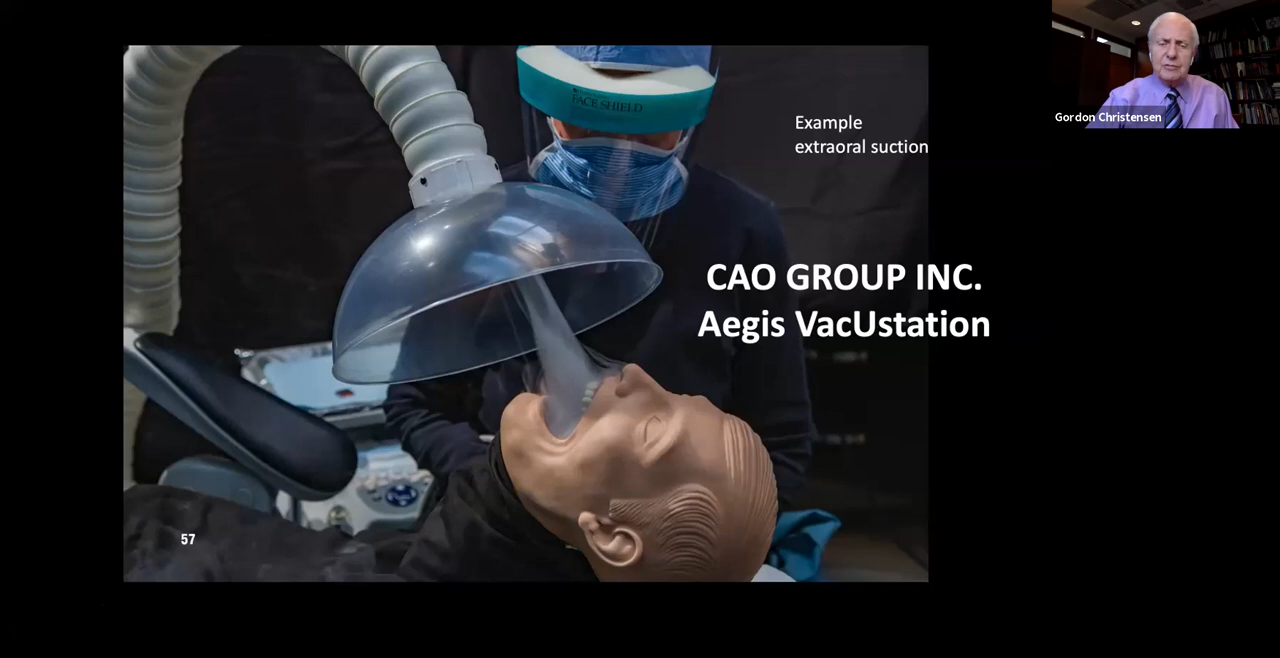 FACE SHIELD
Example
extraoral suction
CAO GROUP INC.
Aegis VacUstation
57
Gordon Christensen